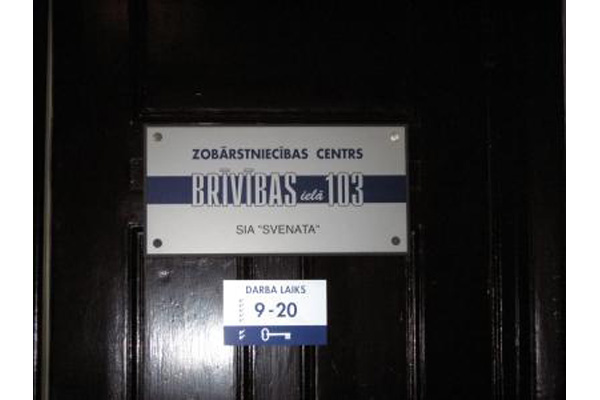 ZOBĀRSTNIECĪBAS CENTRS
BRĪVĪBAS ielā 103
SIA "SVENATA"
DARBA LAIKS
9-20